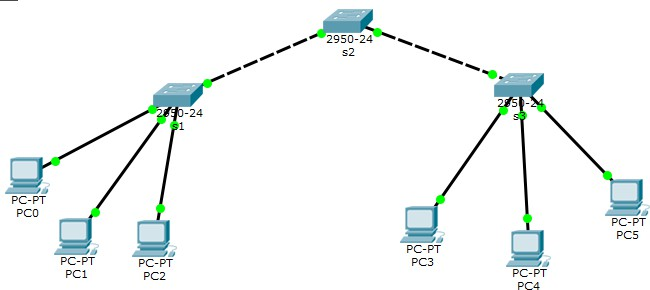 2950-24
s2
2950-24
s1
2950-24
s3
PC-PT
PC0
PC-PT
PC1
PC-PT
PC2
PC-PT
PC3
PC-PT
PC4
PC-PT
PC5